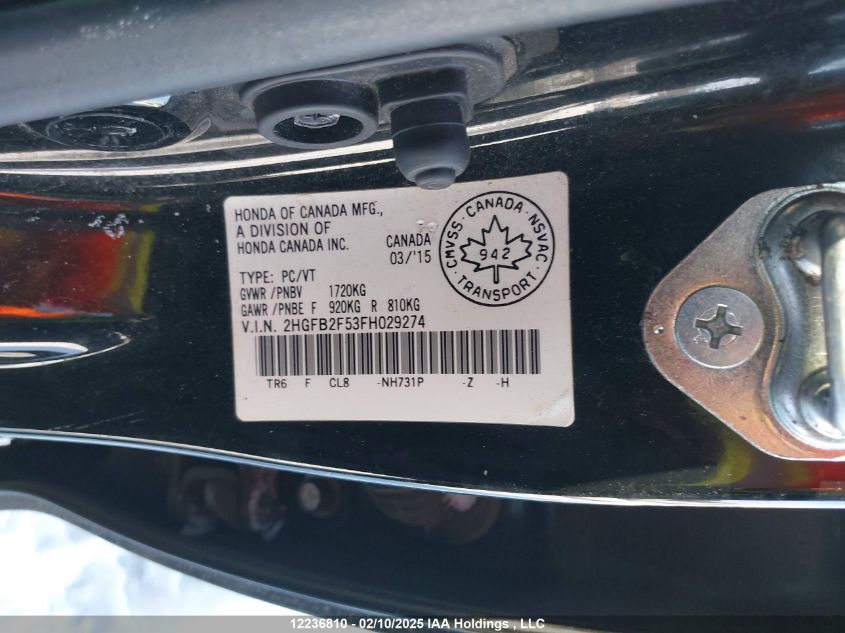 HONDA OF CANADA MFG.,
A DIVISION OF
HONDA CANADA INC.
CANADA
03/'15
CMVSS · CANADA · NSVAC
942
· TRANSPORT ·
TYPE: PC/VT
GVWR /PNBV 1720KG
GAWR /PNBE F 920KG R 810KG
V.I.N. 2HGFB2F53FH029274
TR6 F CL8 -NH731P -Z -H
12236810 - 02/10/2025 IAA Holdings , LLC